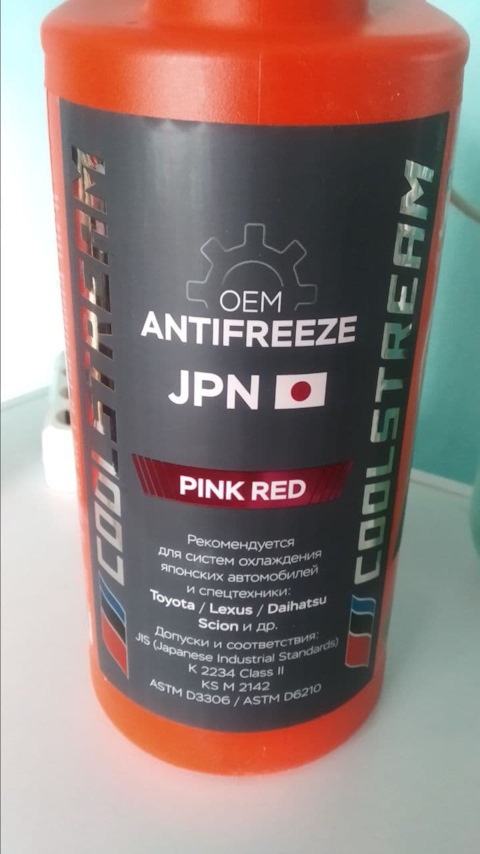 COOLSTREAM
OEM
ANTIFREEZE
JPN
PINK RED
Рекомендуется
для систем охлаждения
японских автомобилей
и спецтехники:
Toyota / Lexus / Daihatsu
Scion и др.
Допуски и соответствия:
JIS (Japanese Industrial Standards)
K 2234 Class II
KS M 2142
ASTM D3306 / ASTM D6210
COOLSTREAM